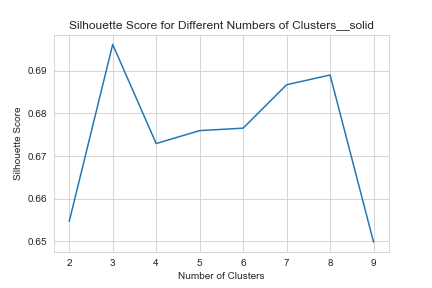 Silhouette Score for Different Numbers of Clusters__solid
0.69
0.68
0.67
0.66
0.65
Silhouette Score
2 3 4 5 6 7 8 9
Number of Clusters